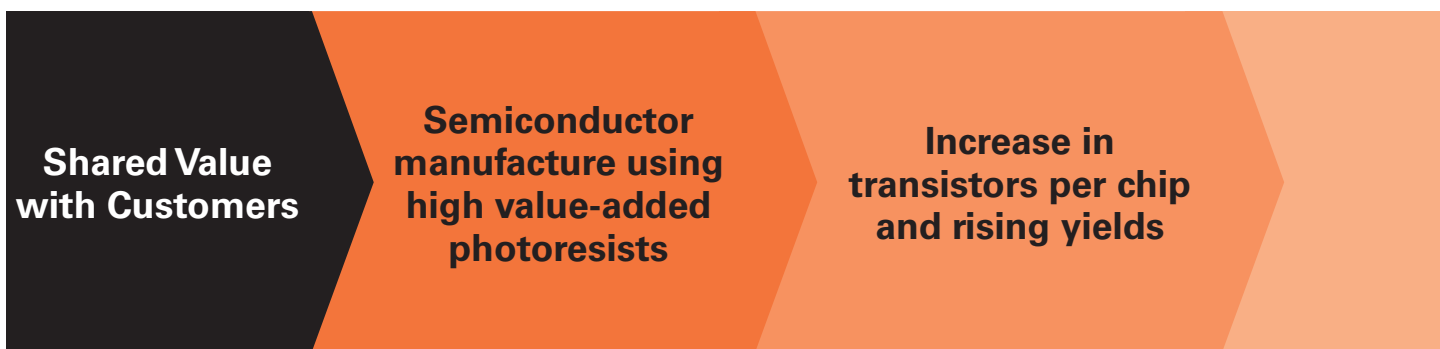 Shared Value
with Customers
Semiconductor
manufacture using
high value-added
photoresists
Increase in
transistors per chip
and rising yields